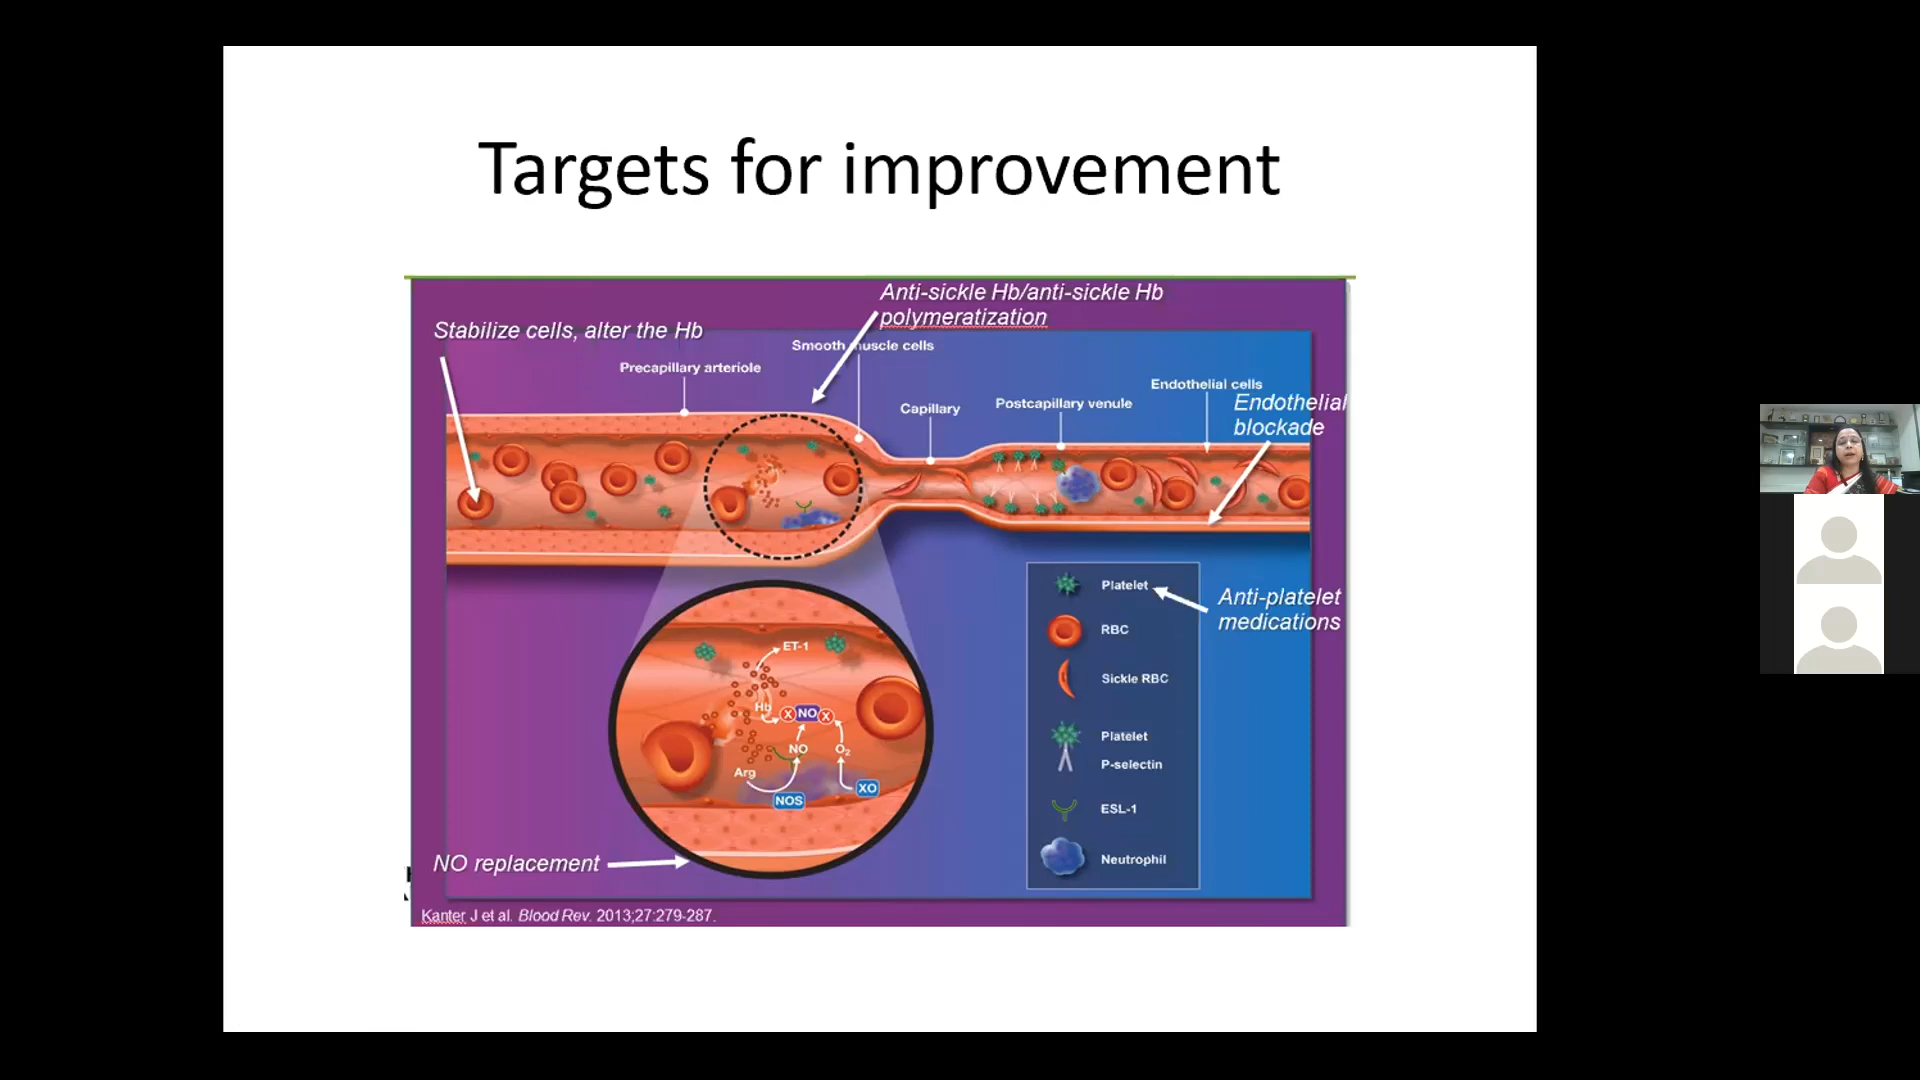 Targets for improvement
Anti-sickle Hb/anti-sickle Hb
polymeratization
Stabilize cells, alter the Hb
Smooth muscle cells
Precapillary arteriole
Endothelial cells
Capillary
Postcapillary venule
Endothelial
blockade
Platelet
Anti-platelet
medications
RBC
Sickle RBC
Platelet
P-selectin
ESL-1
Neutrophil
ET-1
Hb
X NO X
NO
O2
Arg
XO
NOS
NO replacement
Kanter J et al. Blood Rev. 2013;27:279-287.